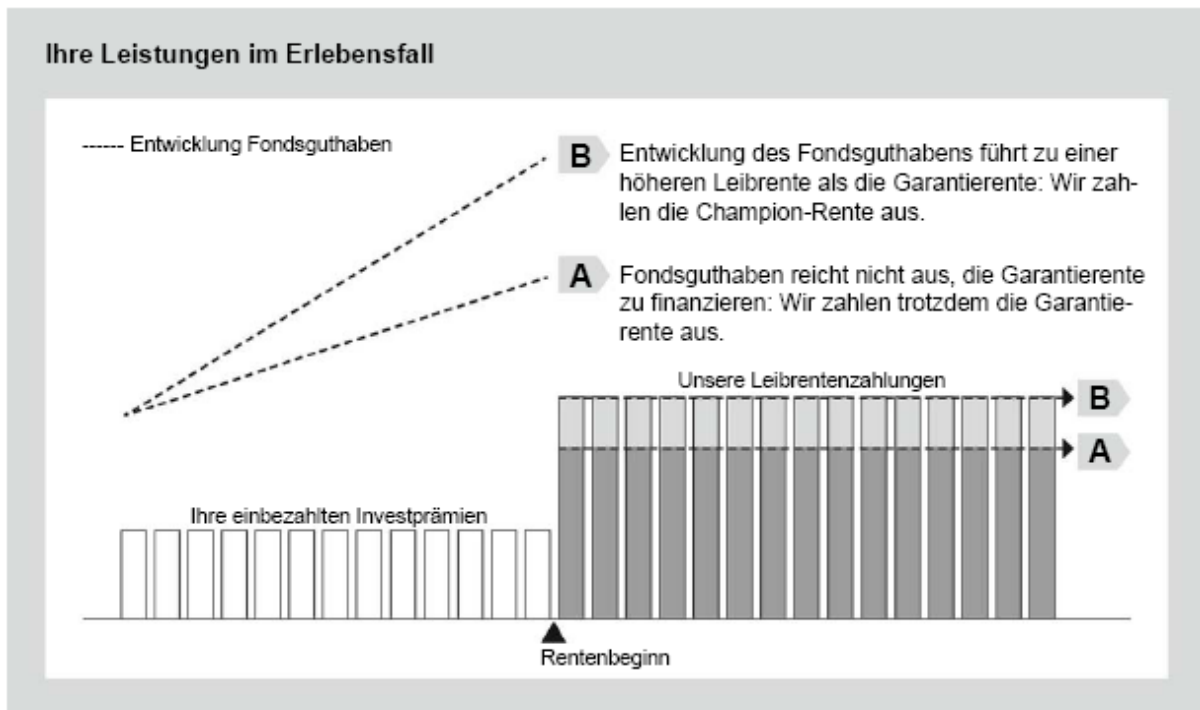 Ihre Leistungen im Erlebensfall
------ Entwicklung Fondsguthaben
B
Entwicklung des Fondsguthabens führt zu einer
höheren Leibrente als die Garantierente: Wir zah-
len die Champion-Rente aus.
A
Fondsguthaben reicht nicht aus, die Garantierente
zu finanzieren: Wir zahlen trotzdem die Garantie-
rente aus.
Unsere Leibrentenzahlungen
B
A
Ihre einbezahlten Investprämien
Rentenbeginn